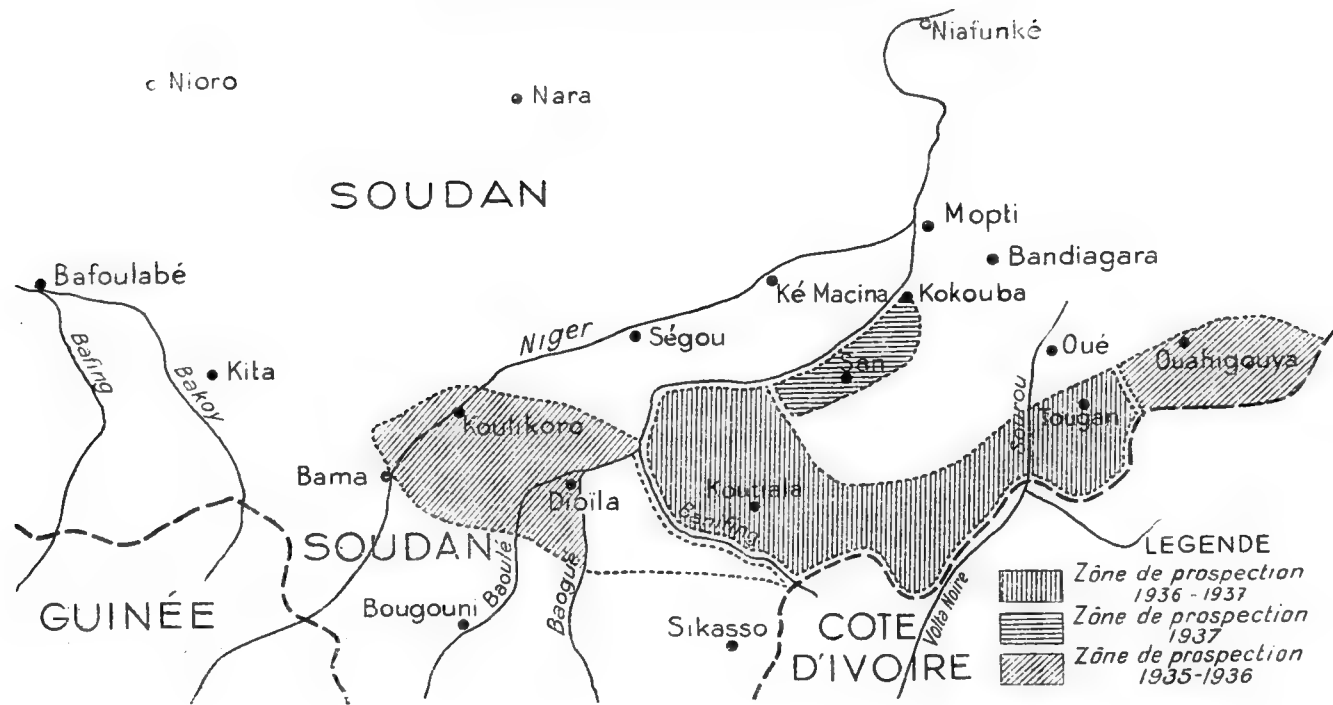 Niafunké
c Nioro
Nara
SOUDAN
Mopti
Bandiagara
Bafoulabé
Ké Macina
Kokouba
Niger
Ségou
Oué
Ouahigouya
Bafing
Bakoy
Kita
San
Sourou
Tougan
Koulikoro
Bama
Dioila
Koutiala
Banifing
SOUDAN
LEGENDE
Zône de prospection
1936-1937
GUINÉE
Baoulé
Baogué
Bougouni
Sikasso
COTE
D'IVOIRE
Volta Noire
Zône de prospection
1937
Zône de prospection
1935-1936